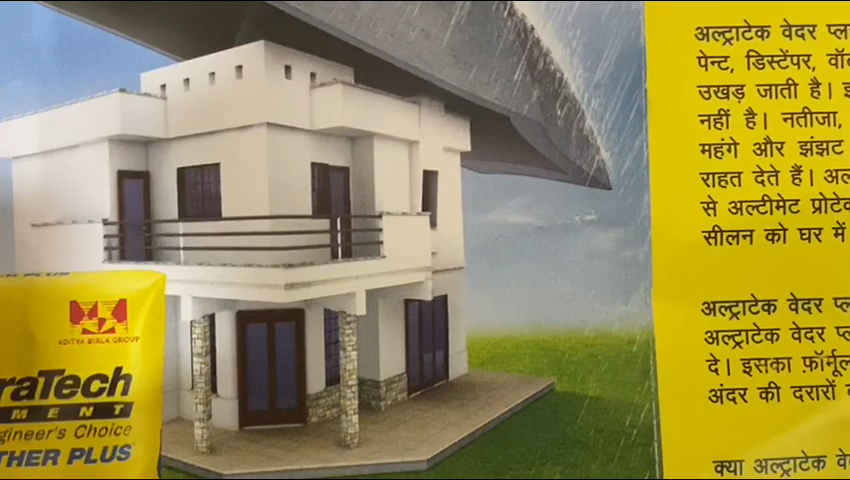 ADITYA BIRLA GROUP
raTech
MENT
gineer's Choice
THER PLUS
अल्ट्राटेक वेदर
पेन्ट, डिस्टेंपर,
उखड़ जाती है।
नहीं है। नतीजा,
महंगे और झंझट
राहत देते हैं।
से अल्टीमेट
सीलन को घर में
अल्ट्राटेक वेदर
अल्ट्राटेक वेदर
दे। इसका
अंदर की दरारों
क्या अल्ट्राटेक